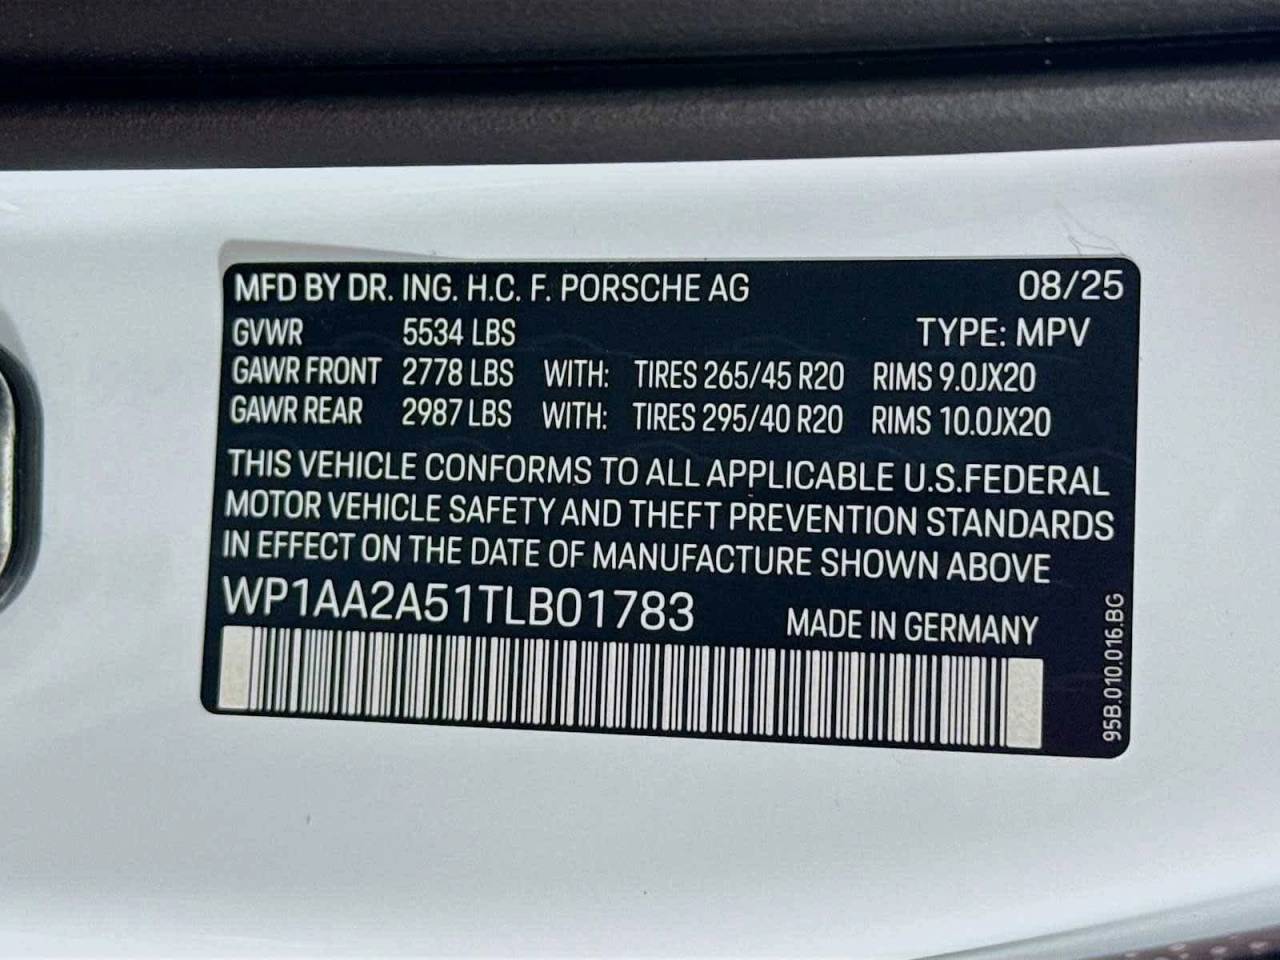 MFD BY DR. ING. H.C. F. PORSCHE AG 08/25
GVWR 5534 LBS TYPE: MPV
GAWR FRONT 2778 LBS WITH: TIRES 265/45 R20 RIMS 9.0JX20
GAWR REAR 2987 LBS WITH: TIRES 295/40 R20 RIMS 10.0JX20
THIS VEHICLE CONFORMS TO ALL APPLICABLE U.S.FEDERAL
MOTOR VEHICLE SAFETY AND THEFT PREVENTION STANDARDS
IN EFFECT ON THE DATE OF MANUFACTURE SHOWN ABOVE
WP1AA2A51TLB01783 MADE IN GERMANY
95B.010.016.BG